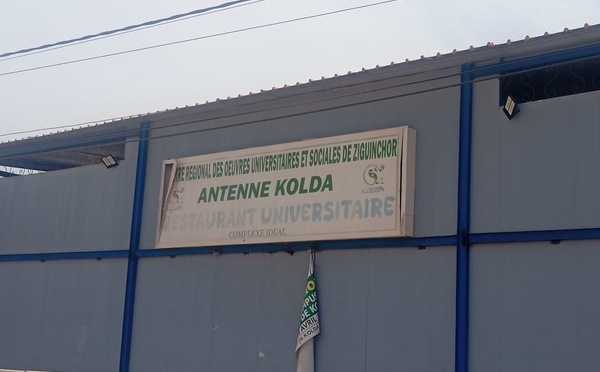 RE REGIONAL DES OEUVRES UNIVERSITAIRES ET SOCIALES DE ZIGUINCHOR
ANTENNE KOLDA
RESTAURANT UNIVERSITAIRE
COMPLEXE IDEAL